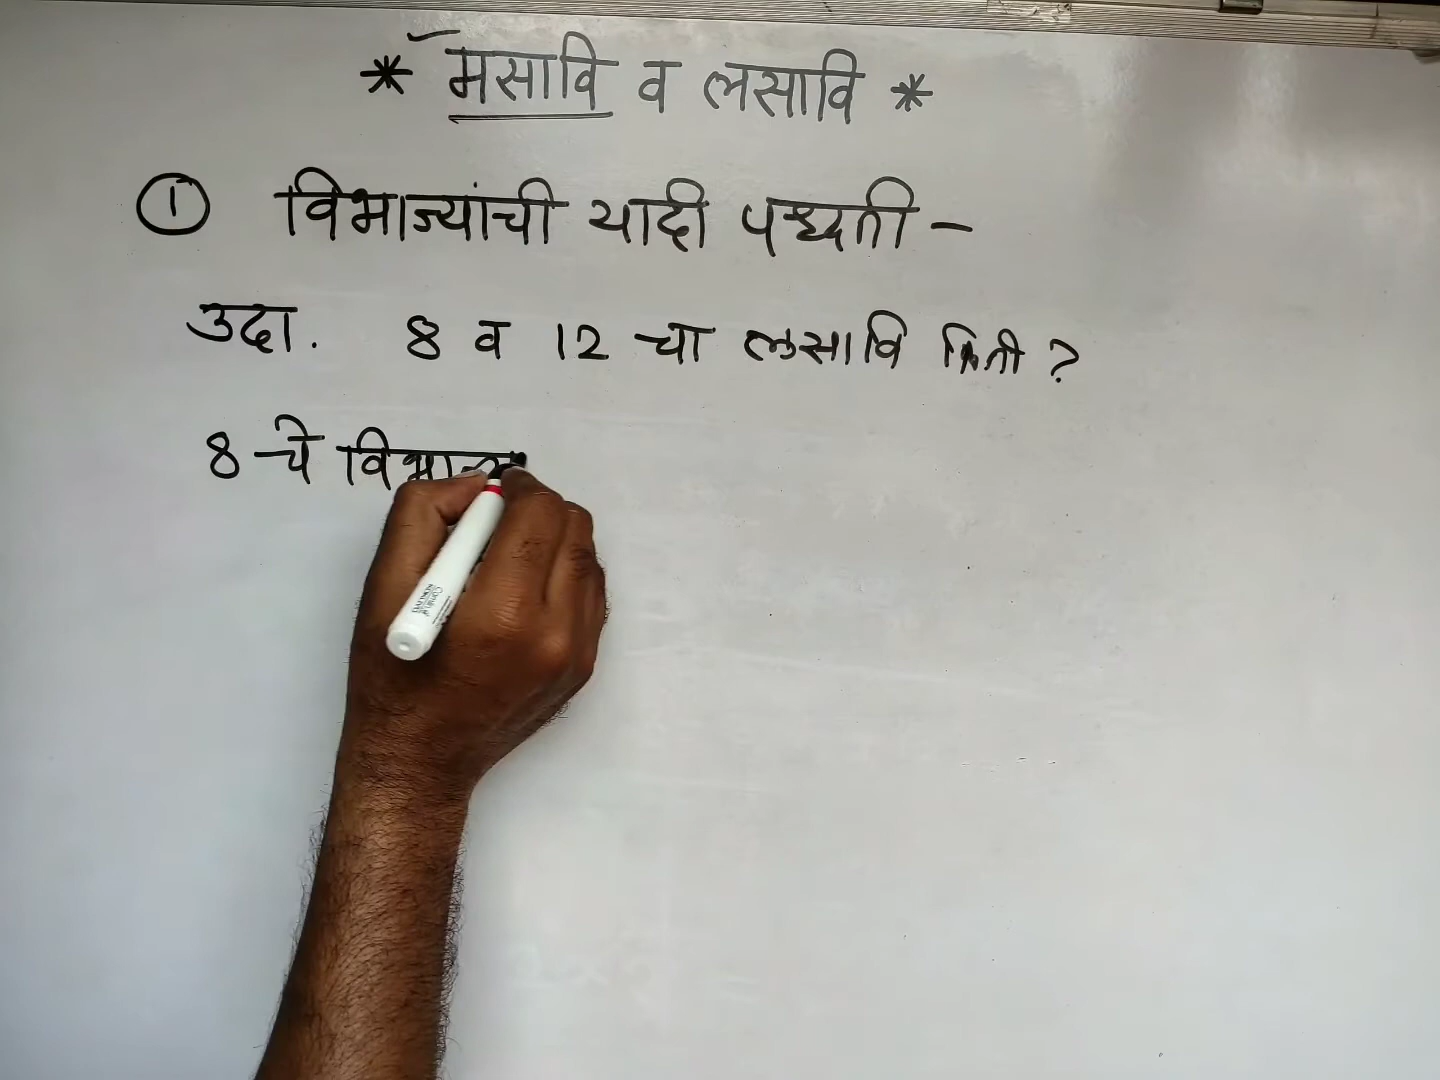 * मसावि व लसावि *
① विभाज्यांची यादी पध्दती -
उदा. 8 व 12 चा लसावि किती ?
8 चे विभाज्य